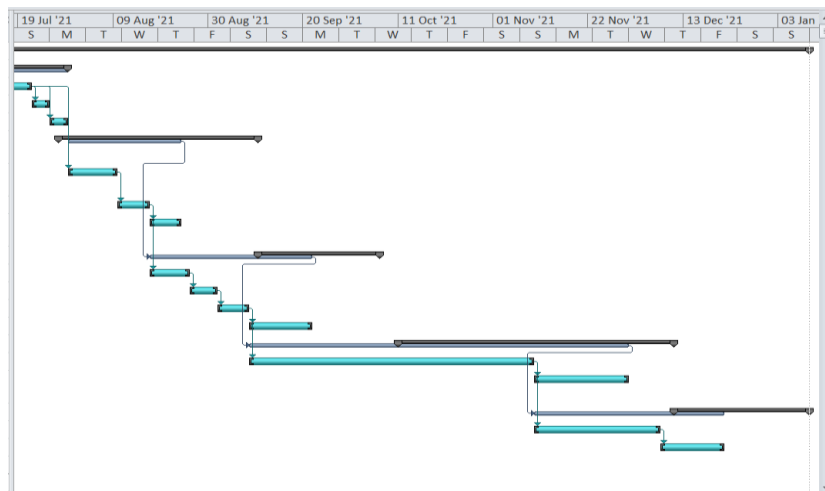 19 Jul '21 09 Aug '21 30 Aug '21 20 Sep '21 11 Oct '21 01 Nov '21 22 Nov '21 13 Dec '21 03 Jan
S M T W T F S S M T W T F S S M T W T F S S